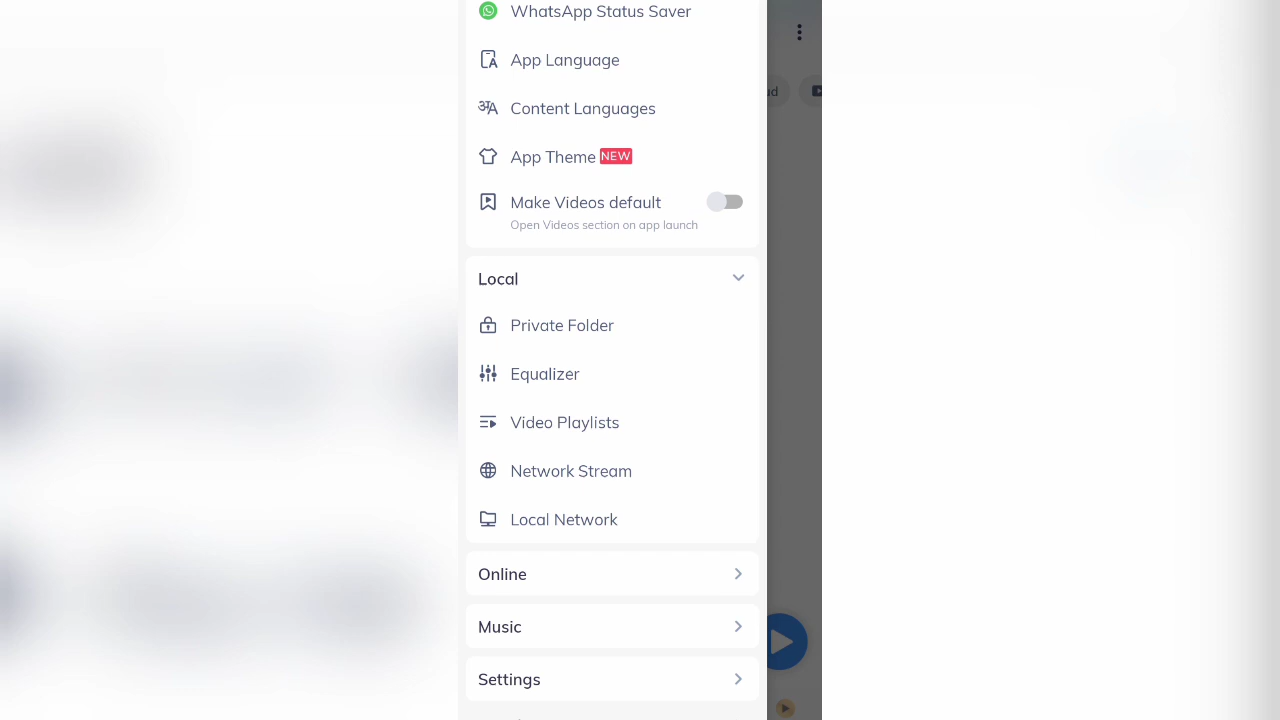 WhatsApp Status Saver
App Language
Content Languages
App Theme NEW
Make Videos default
Open Videos section on app launch
Local
Private Folder
Equalizer
Video Playlists
Network Stream
Local Network
Online
Music
Settings